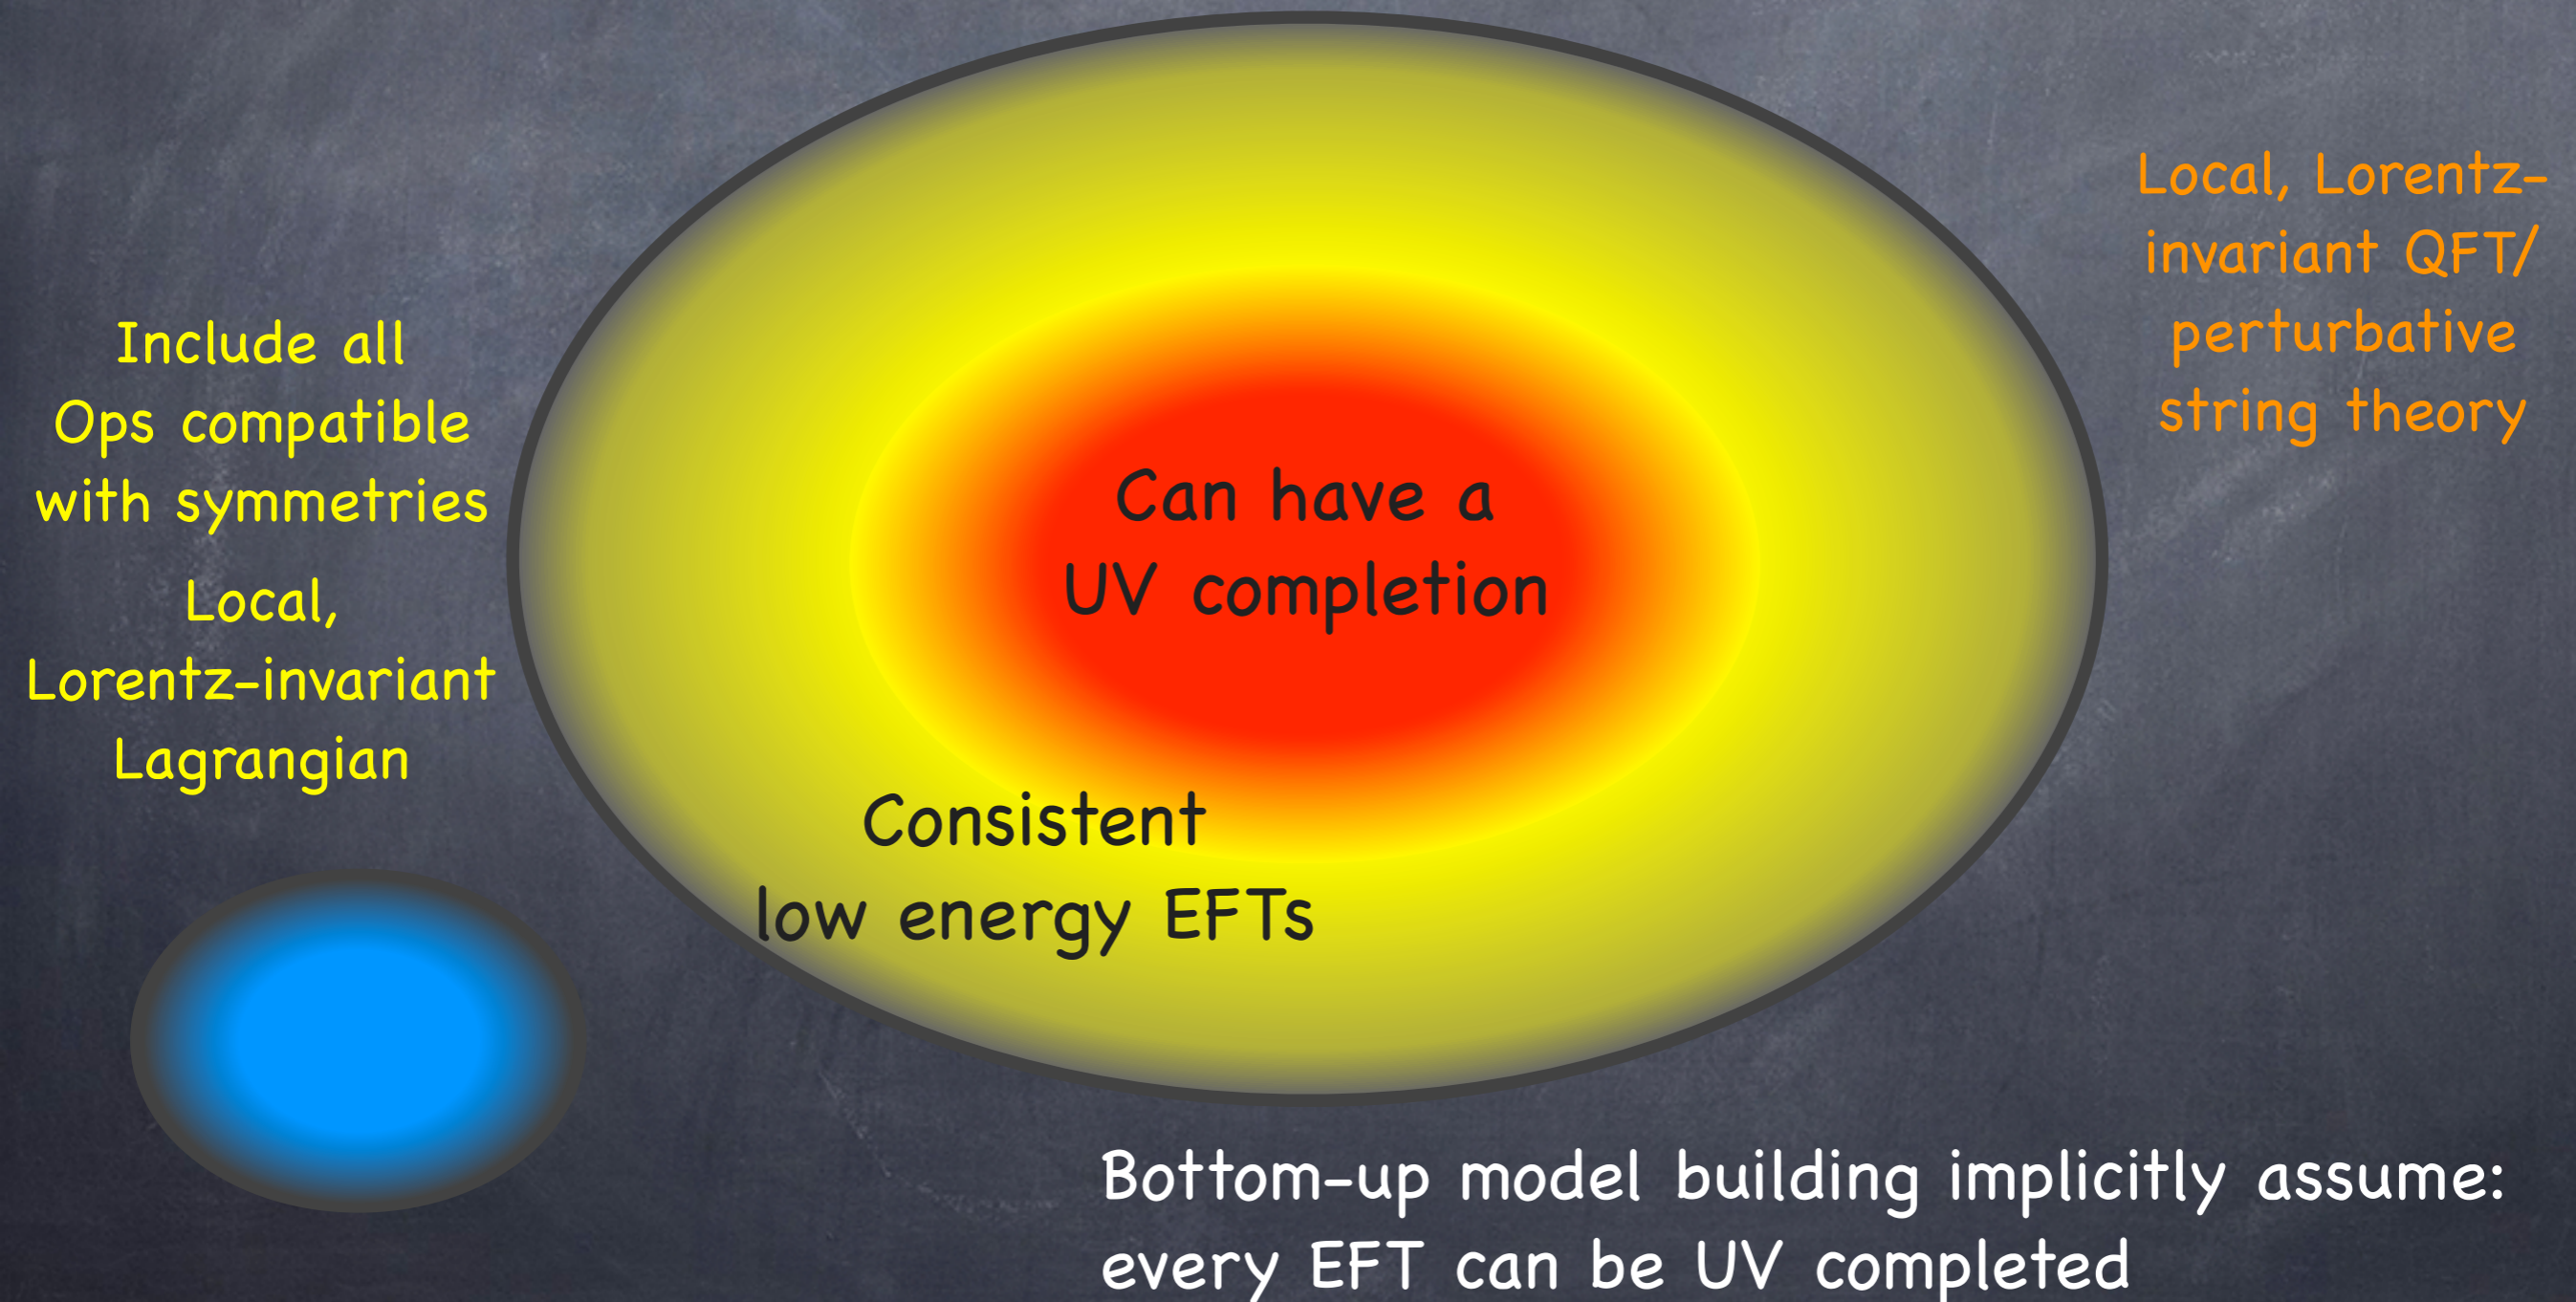 Include all
Ops compatible
with symmetries
Local,
Lorentz-invariant
Lagrangian
Can have a
UV completion
Consistent
low energy EFTs
Local, Lorentz-
invariant QFT/
perturbative
string theory
Bottom-up model building implicitly assume:
every EFT can be UV completed